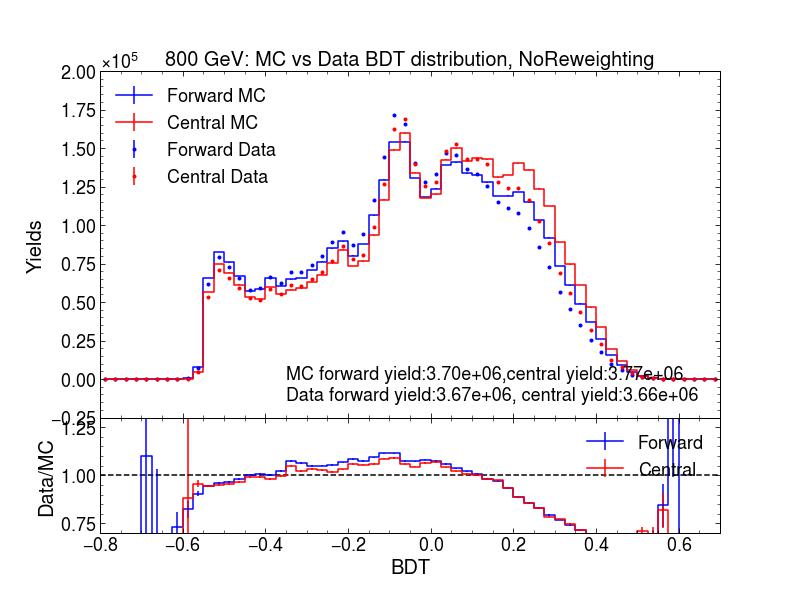 ×10⁵
800 GeV: MC vs Data BDT distribution, NoReweighting
2.00
1.75
1.50
1.25
1.00
0.75
0.50
0.25
0.00
−0.25
Yields
Forward MC
Central MC
Forward Data
Central Data
MC forward yield:3.70e+06,central yield:3.77e+06
Data forward yield:3.67e+06, central yield:3.66e+06
1.25
1.00
0.75
Data/MC
Forward
Central
−0.8 −0.6 −0.4 −0.2 0.0 0.2 0.4 0.6
BDT